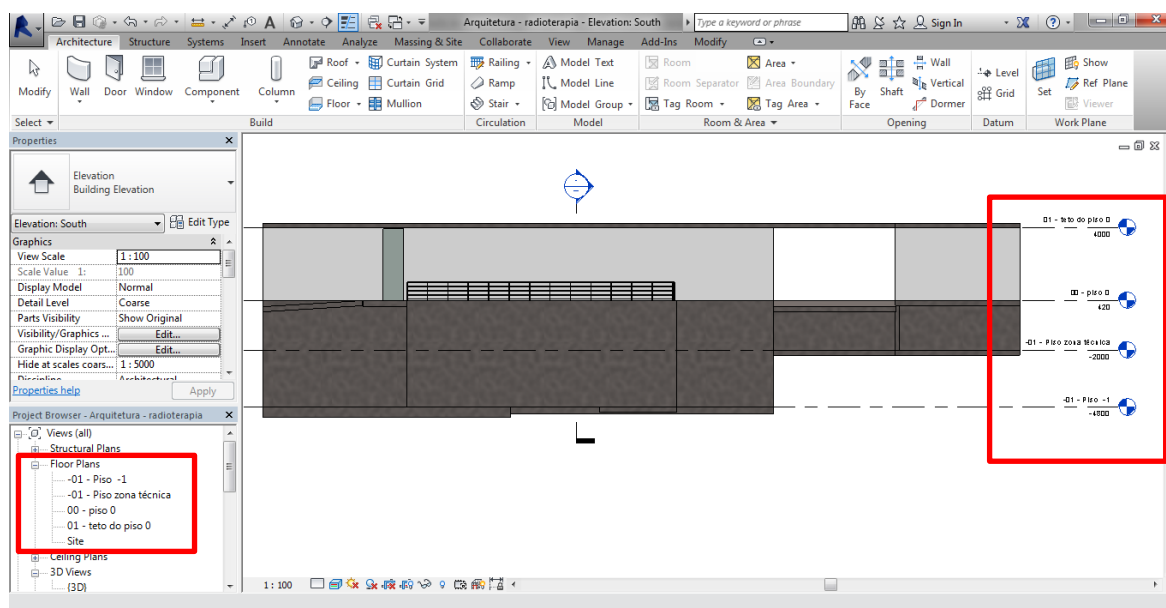 Arquitetura - radioterapia - Elevation: South
Type a keyword or phrase
Sign In
Architecture Structure Systems Insert Annotate Analyze Massing & Site Collaborate View Manage Add-Ins Modify
Roof Curtain System Railing Model Text Room Area Wall Show
Ceiling Curtain Grid Ramp Model Line Room Separator Area Boundary Vertical Level Ref Plane
Modify Wall Door Window Component Column By Shaft Grid Set
Floor Mullion Stair Model Group Tag Room Tag Area Face Dormer Viewer
Select Build Circulation Model Room & Area Opening Datum Work Plane
Properties
Elevation
Building Elevation
Elevation: South Edit Type
Graphics
View Scale 1 : 100
Scale Value 1: 100
Display Model Normal
Detail Level Coarse
Parts Visibility Show Original
Visibility/Graphics ... Edit...
Graphic Display Opt... Edit...
Hide at scales coars... 1 : 5000
Discipline Architectural
Properties help Apply
Project Browser - Arquitetura - radioterapia
Views (all)
Structural Plans
Floor Plans
-01 - Piso -1
-01 - Piso zona técnica
00 - piso 0
01 - teto do piso 0
Site
Ceiling Plans
3D Views
{3D}
01 - teto do piso 0
4000
00 - piso 0
420
-01 - Piso zona técnica
-2000
-01 - Piso -1
-4800
1 : 100